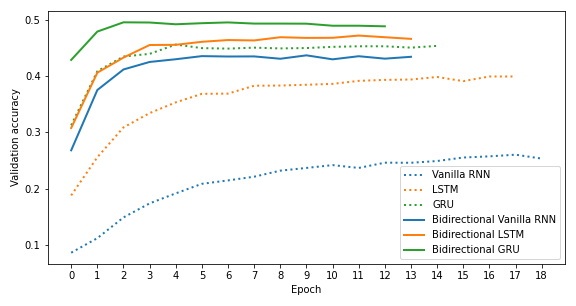 0.5
0.4
0.3
0.2
0.1
Validation accuracy
Vanilla RNN
LSTM
GRU
Bidirectional Vanilla RNN
Bidirectional LSTM
Bidirectional GRU
0 1 2 3 4 5 6 7 8 9 10 11 12 13 14 15 16 17 18
Epoch